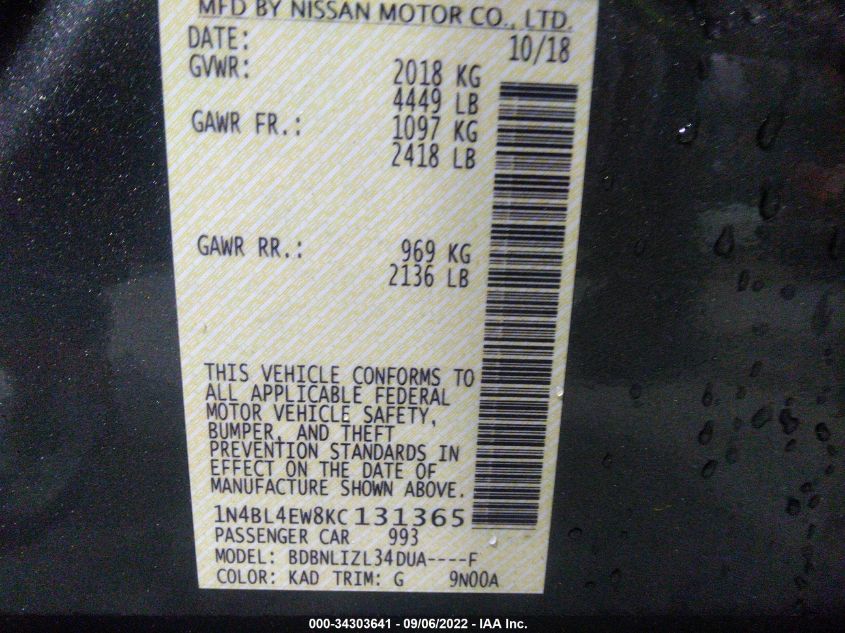 MFD BY NISSAN MOTOR CO., LTD.
DATE: 10/18
GVWR: 2018 KG
4449 LB
GAWR FR.: 1097 KG
2418 LB
GAWR RR.: 969 KG
2136 LB
THIS VEHICLE CONFORMS TO
ALL APPLICABLE FEDERAL
MOTOR VEHICLE SAFETY,
BUMPER, AND THEFT
PREVENTION STANDARDS IN
EFFECT ON THE DATE OF
MANUFACTURE SHOWN ABOVE.
1N4BL4EW8KC131365
PASSENGER CAR 993
MODEL: BDBNLIZL34DUA----F
COLOR: KAD TRIM: G 9N00A
000-34303641 - 09/06/2022 - IAA Inc.